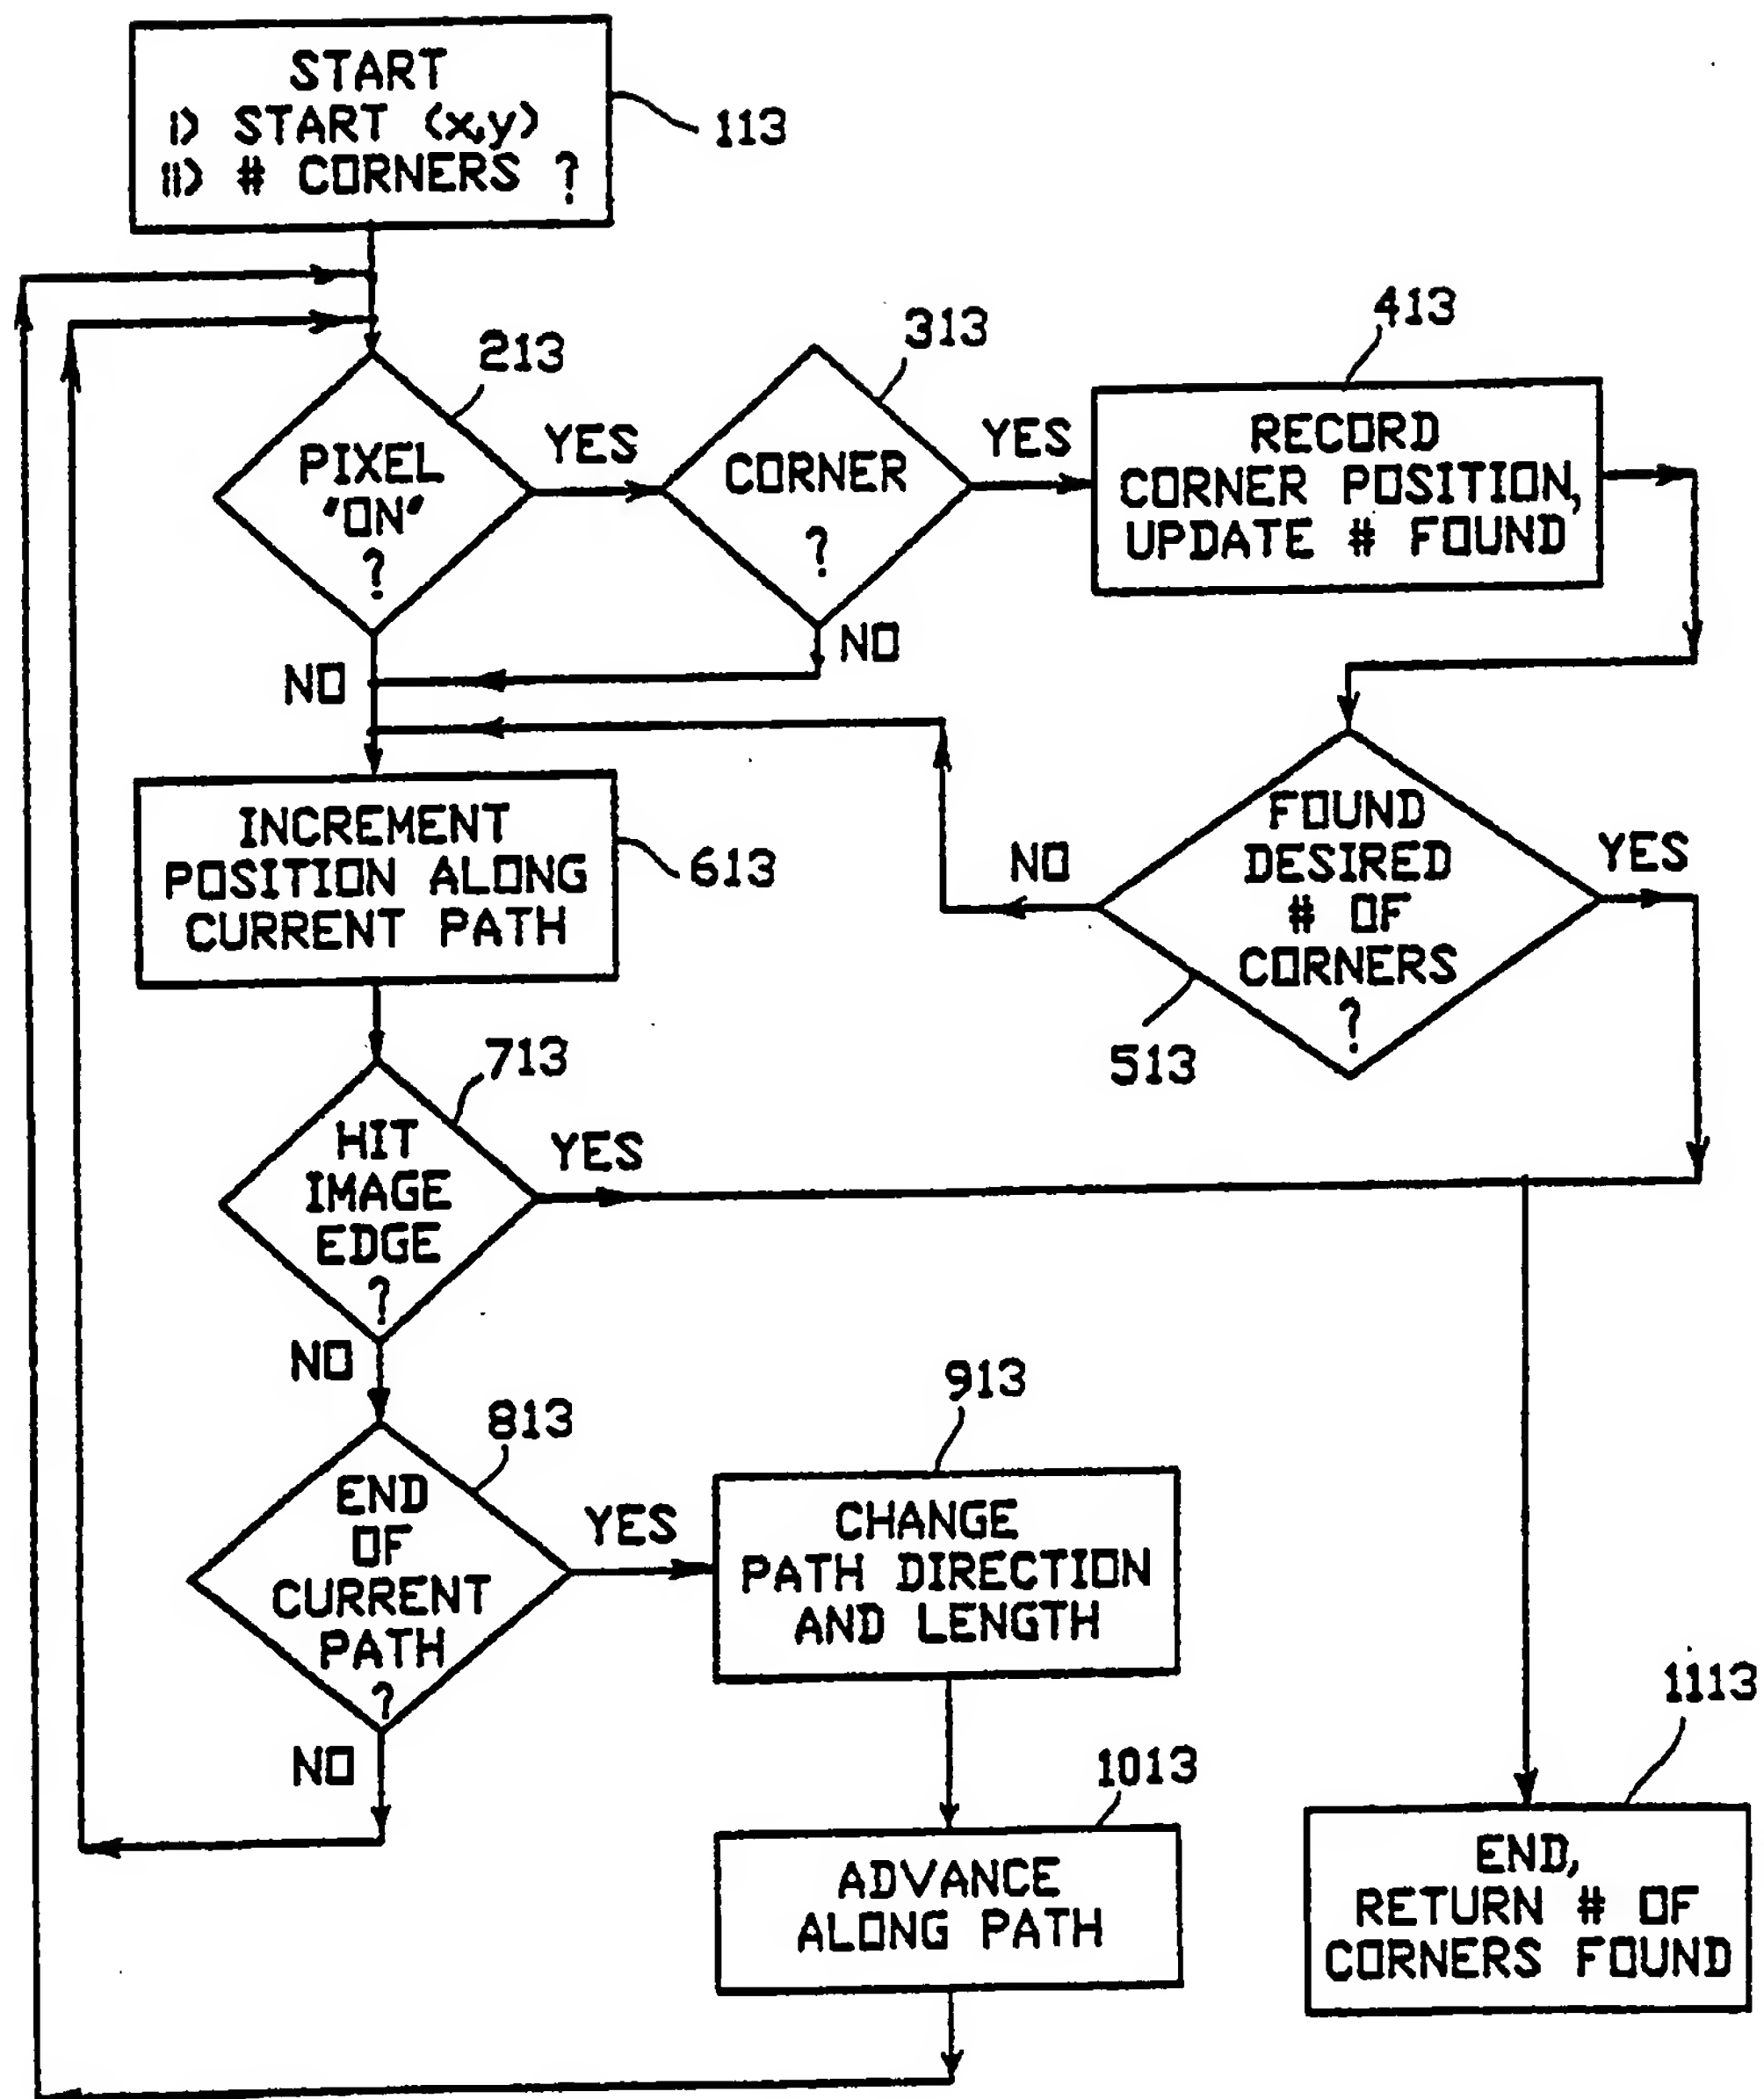 START
I) START (x,y)
II) # CORNERS ?
113
213
313
413
PIXEL
"ON"
?
YES
CORNER
?
YES
RECORD
CORNER POSITION,
UPDATE # FOUND
NO
NO
INCREMENT
POSITION ALONG
CURRENT PATH
613
NO
FOUND
DESIRED
# OF
CORNERS
?
YES
513
713
HIT
IMAGE
EDGE
?
YES
NO
813
END
OF
CURRENT
PATH
?
YES
913
CHANGE
PATH DIRECTION
AND LENGTH
NO
1013
ADVANCE
ALONG PATH
1113
END,
RETURN # OF
CORNERS FOUND